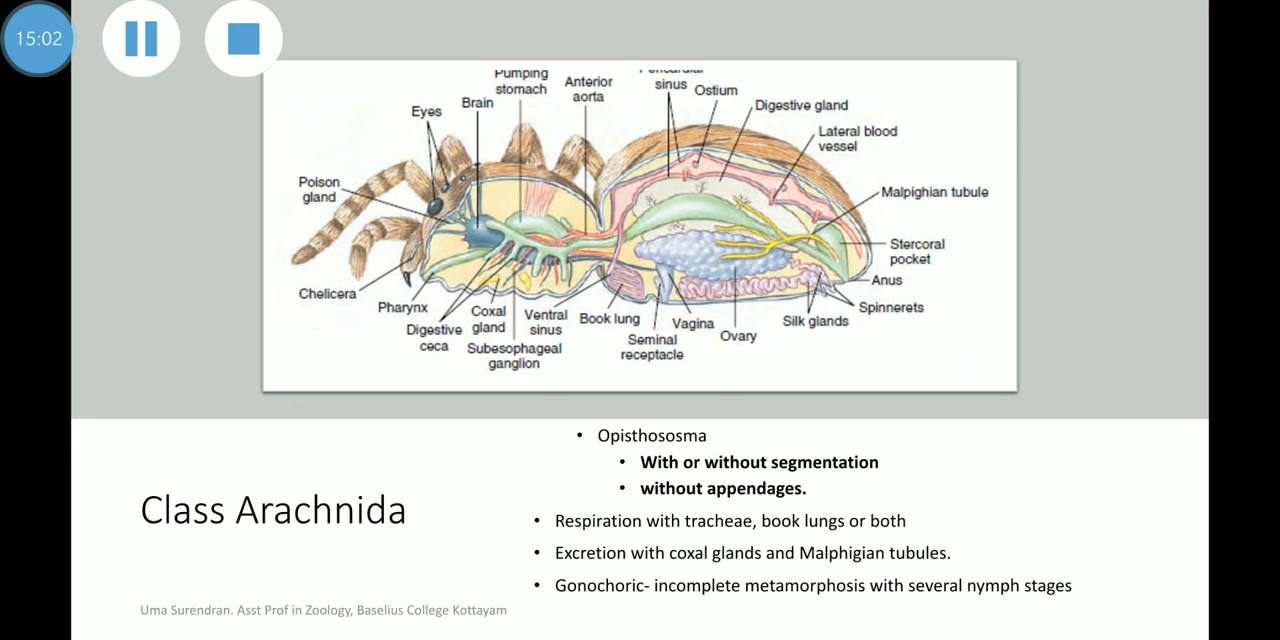 15:02
Pumping
stomach
Anterior
aorta
Pericardial
sinus
Ostium
Brain
Eyes
Digestive gland
Lateral blood
vessel
Poison
gland
Malpighian tubule
Stercoral
pocket
Anus
Chelicera
Pharynx
Digestive
ceca
Coxal
gland
Subesophageal
ganglion
Ventral
sinus
Book lung
Seminal
receptacle
Vagina
Ovary
Silk glands
Spinnerets
• Opisthososma
• With or without segmentation
• without appendages.
Class Arachnida
• Respiration with tracheae, book lungs or both
• Excretion with coxal glands and Malphigian tubules.
• Gonochoric- incomplete metamorphosis with several nymph stages
Uma Surendran. Asst Prof in Zoology, Baselius College Kottayam